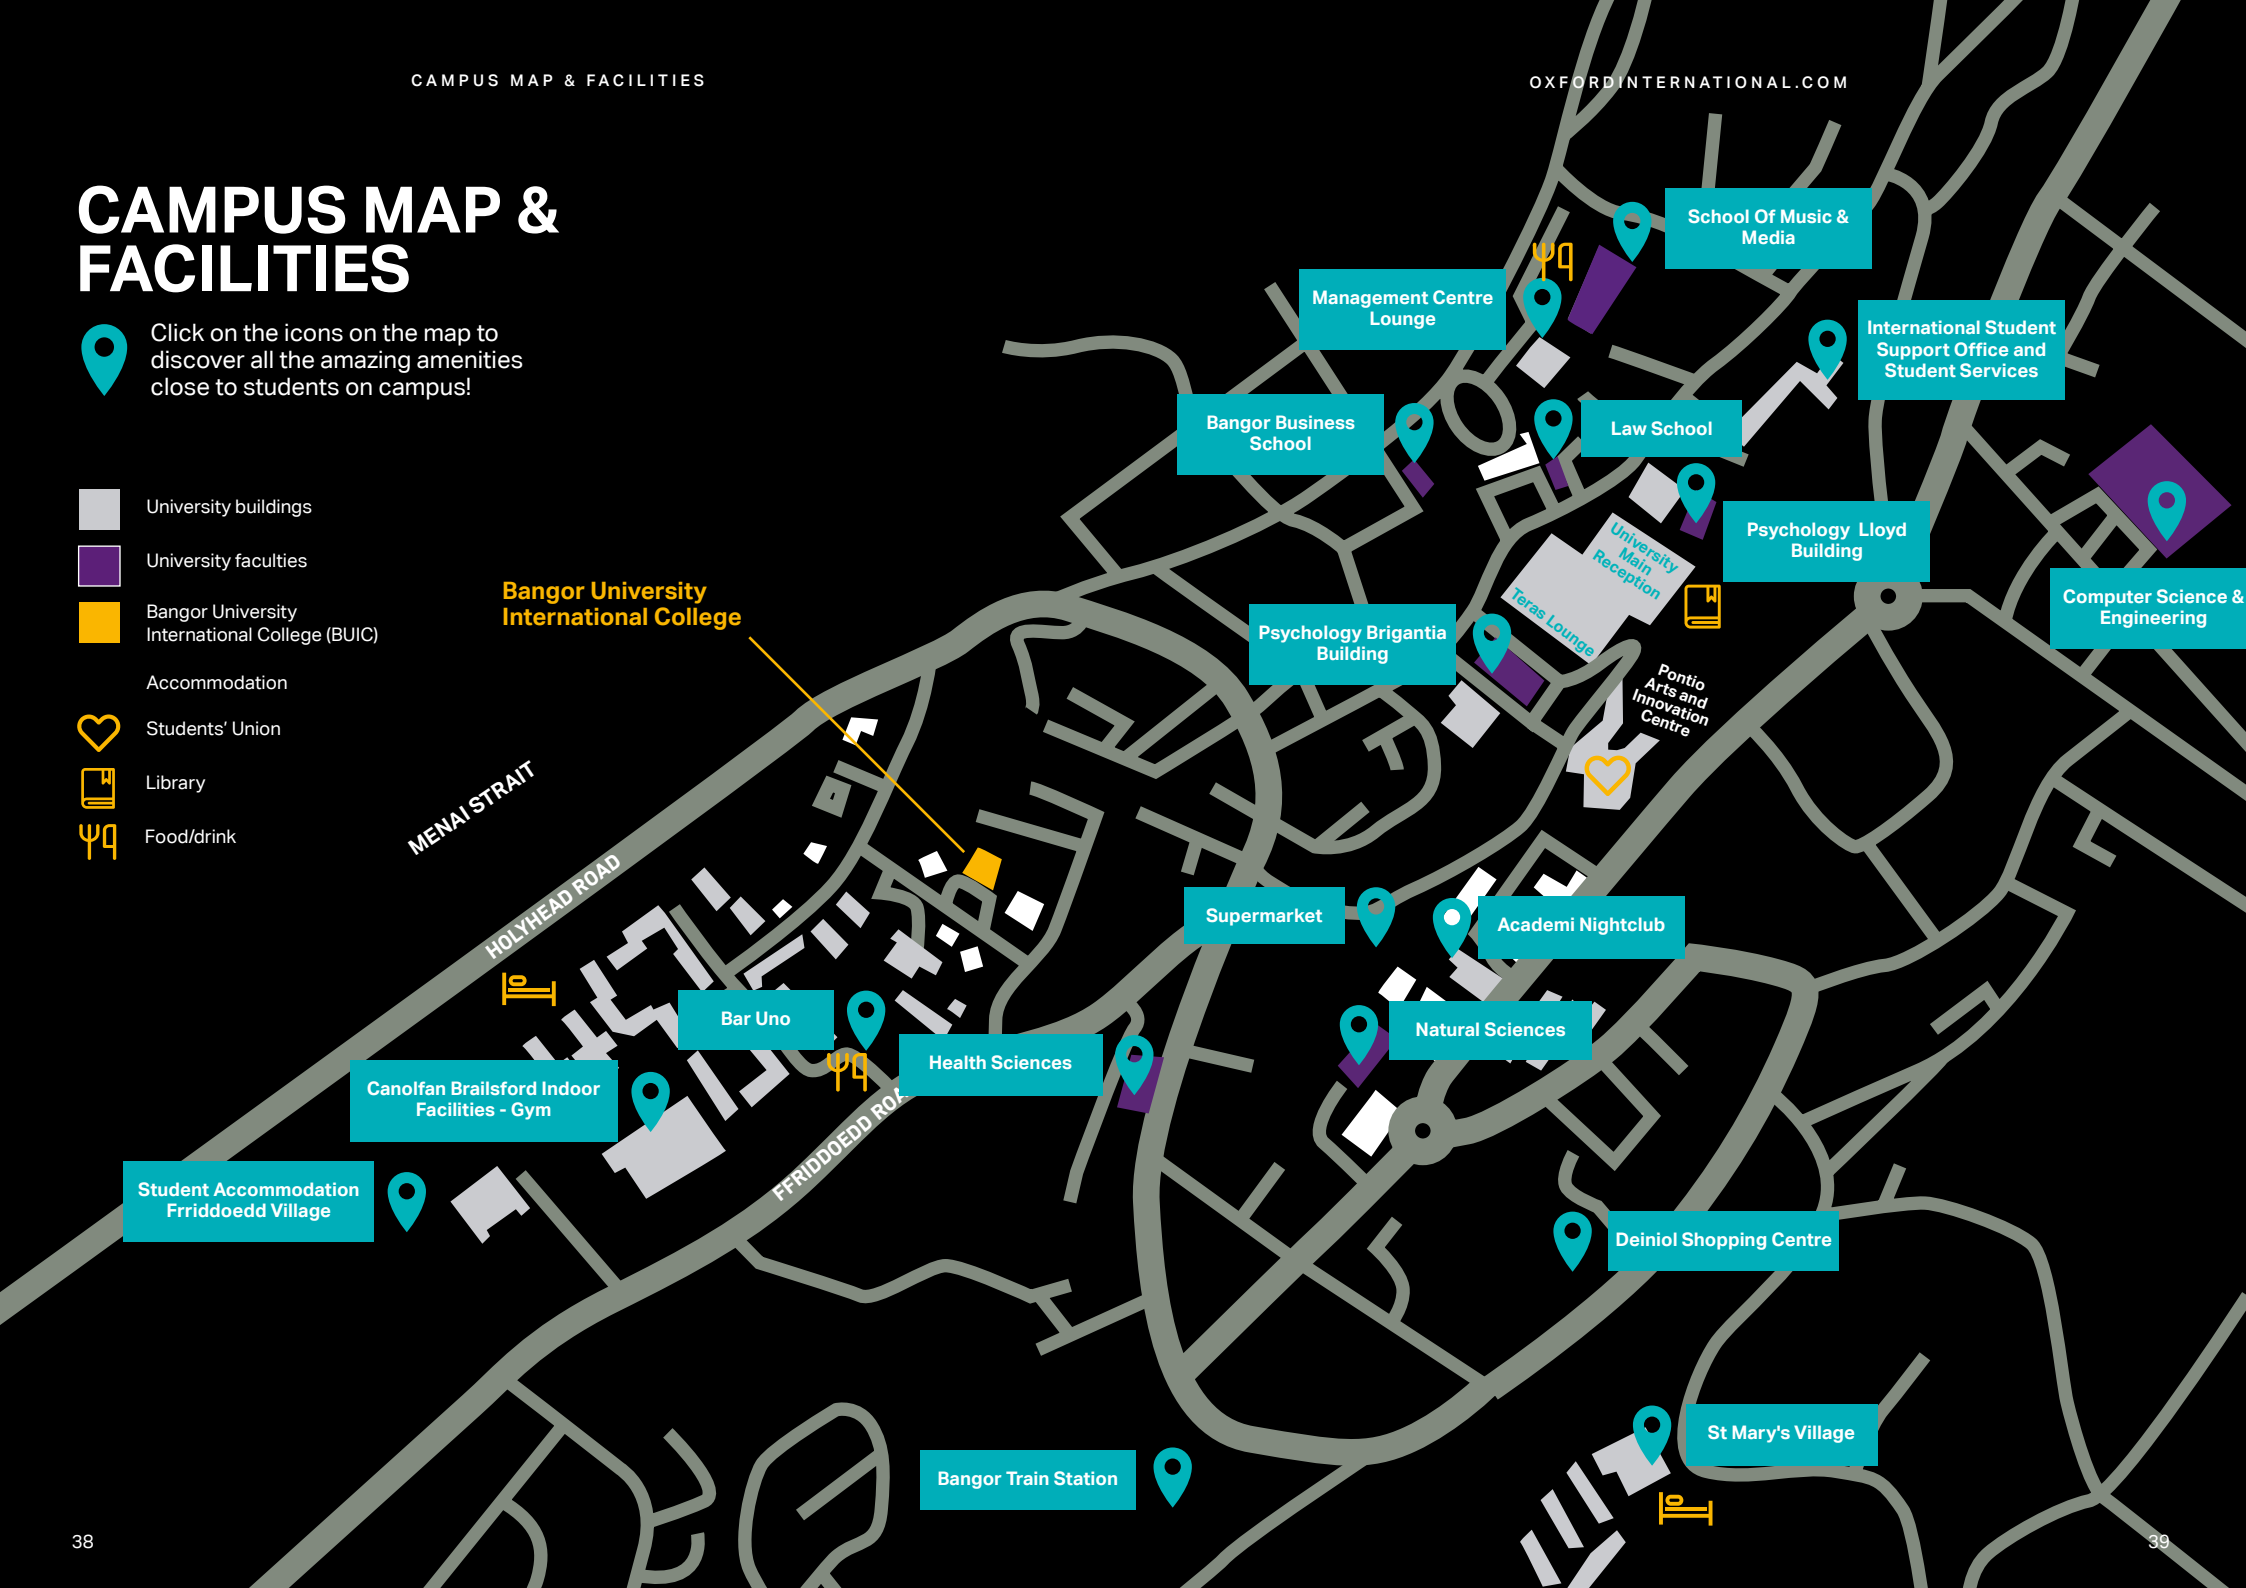 CAMPUS MAP & FACILITIES
OXFORDINTERNATIONAL.COM
CAMPUS MAP &
FACILITIES
Click on the icons on the map to
discover all the amazing amenities
close to students on campus!
University buildings
University faculties
Bangor University
International College (BUIC)
Accommodation
Students' Union
Library
Food/drink
Bangor University
International College
MENAI STRAIT
HOLYHEAD ROAD
FFRIDDOEDD ROA
School Of Music &
Media
Management Centre
Lounge
International Student
Support Office and
Student Services
Bangor Business
School
Law School
Psychology Lloyd
Building
University
Main
Reception
Teras Lounge
Computer Science &
Engineering
Psychology Brigantia
Building
Pontio
Arts and
Innovation
Centre
Supermarket
Academi Nightclub
Bar Uno
Natural Sciences
Health Sciences
Canolfan Brailsford Indoor
Facilities - Gym
Student Accommodation
Frriddoedd Village
Deiniol Shopping Centre
St Mary's Village
Bangor Train Station
38
39